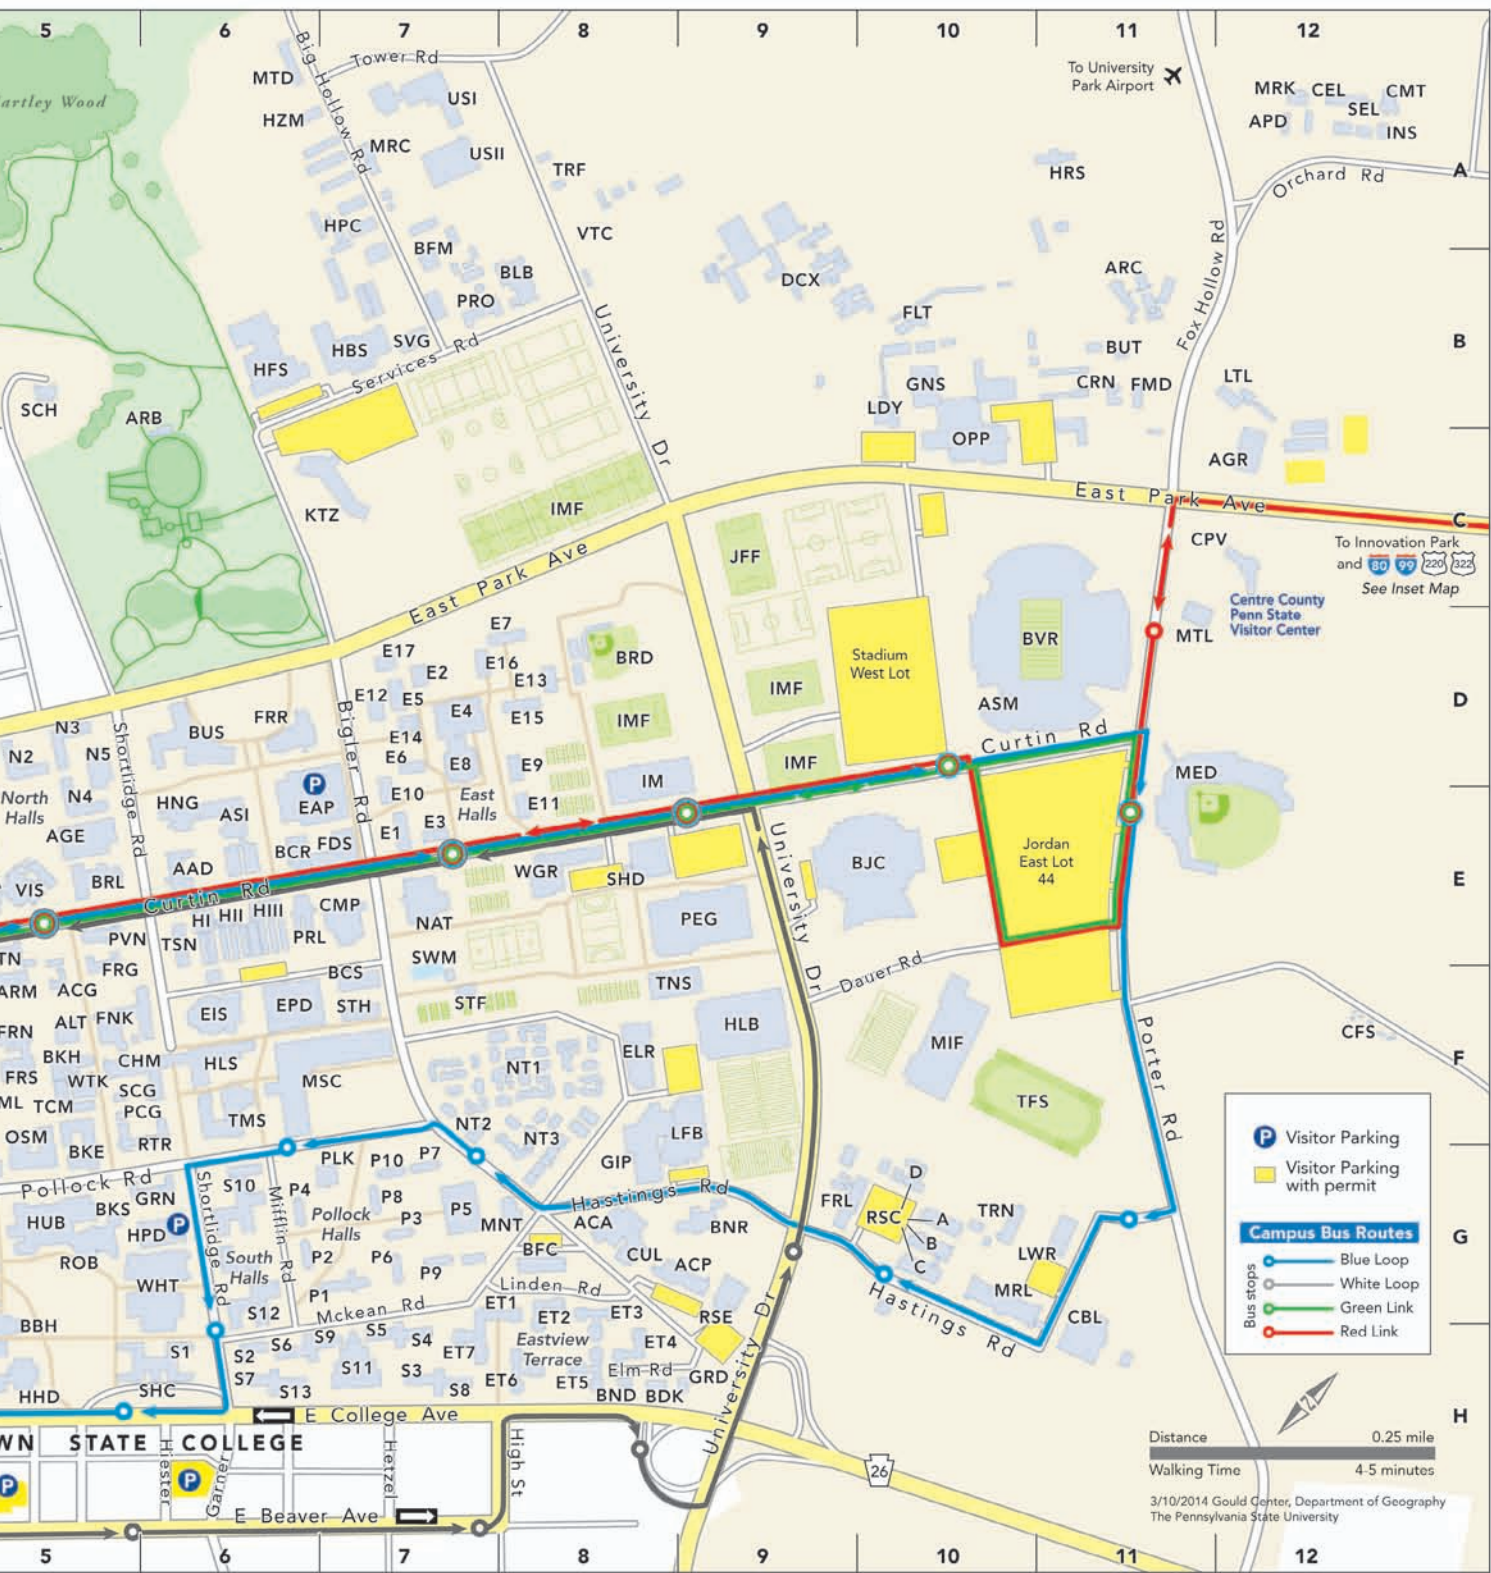 5 6 7 8 9 10 11 12
Big Hollow Rd
Tower Rd
To University
Park Airport
MTD
USI
MRK CEL CMT
SEL
artley Wood
HZM
APD
INS
MRC
USII
TRF
HRS
A
Orchard Rd
HPC
VTC
BFM
Fox Hollow Rd
BLB
DCX
ARC
PRO
FLT
University Dr
SVG
HBS
B
BUT
HFS
Services Rd
GNS
CRN FMD
LTL
SCH
ARB
LDY
OPP
AGR
KTZ
IMF
East Park Ave
C
JFF
CPV
To Innovation Park
and 80 99 220 322
See Inset Map
East Park Ave
Centre County
Penn State
Visitor Center
E7
MTL
BVR
E17
E16
BRD
Stadium
West Lot
E2
E13
IMF
E12 E5
ASM
D
N3
FRR
E4
E15
IMF
BUS
Bigler Rd
E14
Curtin Rd
N2
N5
Shortlidge Rd
E6
E8
E9
IMF
IM
MED
P
North
Halls
N4
HNG
EAP
E10
East
Halls
E11
ASI
AGE
E1
E3
FDS
BCR
University Dr
Jordan
East Lot
44
BJC
AAD
WGR
SHD
E
VIS
BRL
Curtin Rd
HI HII HIII
CMP
NAT
PEG
PVN
TSN
PRL
TN
SWM
Dauer Rd
FRG
BCS
TNS
ARM
ACG
STF
EIS
EPD
STH
HLB
FRN
ALT FNK
CFS
MIF
BKH
CHM
HLS
ELR
F
NT1
Porter Rd
FRS
WTK
SCG
MSC
ML TCM
PCG
TFS
TMS
NT2
OSM
RTR
NT3
LFB
BKE
PLK P10 P7
GIP
Pollock Rd
GRN
S10
P4
D
Hastings Rd
BKS
P8
FRL
RSC
A
TRN
HUB
P
HPD
Shortlidge Rd
Mifflin Rd
Pollock
Halls
P3
P5
MNT
ACA
BNR
B
G
ROB
South
Halls
P2
P6
BFC
CUL
ACP
C
LWR
WHT
P9
Linden Rd
MRL
P1
ET1
S12
Mckean Rd
ET2
ET3
RSE
Hastings Rd
CBL
BBH
S9
S5
S6
S4
Eastview
Terrace
ET4
S1
S2
ET7
S11
S3
Elm Rd
S7
ET6
ET5
GRD
HHD
SHC
S13
S8
BND BDK
University Dr
E College Ave
H
WN STATE COLLEGE
Hiester
Garner
Hetzel
High St
P
P
26
E Beaver Ave
P Visitor Parking
Visitor Parking
with permit
Campus Bus Routes
Bus stops
Blue Loop
White Loop
Green Link
Red Link
N
Distance 0.25 mile
Walking Time 4-5 minutes
3/10/2014 Gould Center, Department of Geography
The Pennsylvania State University
5 6 7 8 9 10 11 12